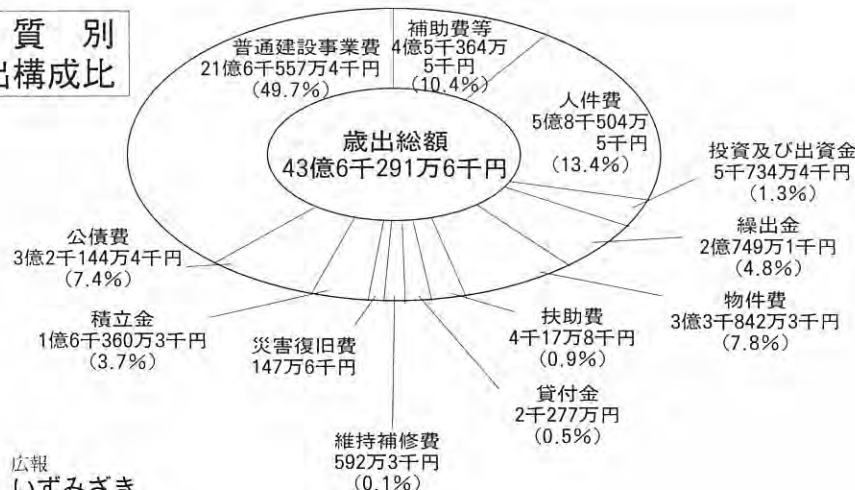 質別
出構成比
普通建設事業費
21億6千557万4千円
(49.7%)
補助費等
4億5千364万
5千円
(10.4%)
人件費
5億8千504万
5千円
(13.4%)
投資及び出資金
5千734万4千円
(1.3%)
繰出金
2億749万1千円
(4.8%)
物件費
3億3千842万3千円
(7.8%)
扶助費
4千17万8千円
(0.9%)
貸付金
2千277万円
(0.5%)
維持補修費
592万3千円
(0.1%)
災害復旧費
147万6千円
積立金
1億6千360万3千円
(3.7%)
公債費
3億2千144万4千円
(7.4%)
歳出総額
43億6千291万6千円
広報
いずみざき